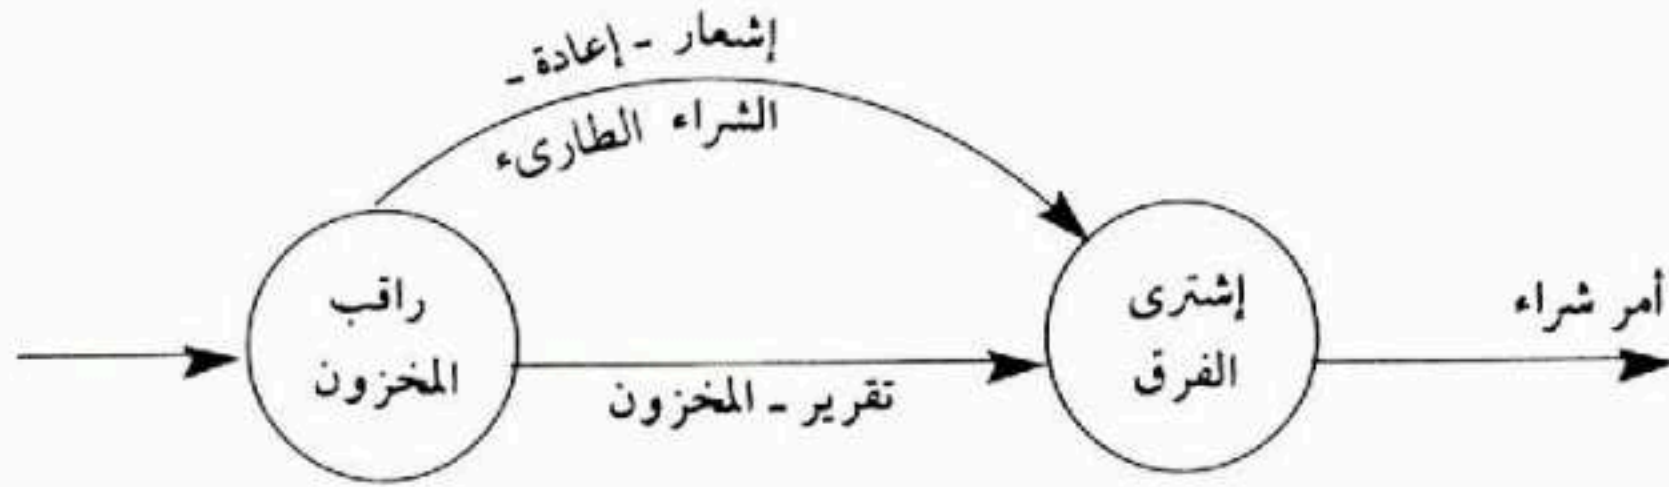 إشعار - إعادة -
الشراء الطارىء
راقب
المخزون
تقرير - المخزون
إشترى
الفرق
أمر شراء